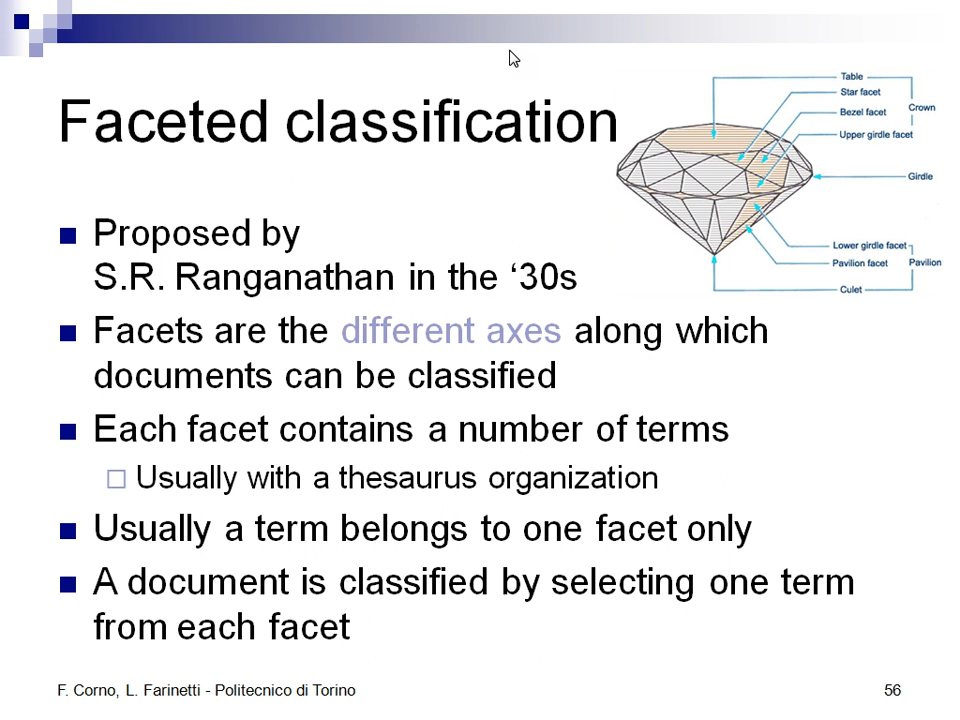 Faceted classification
Table
Star facet
Bezel facet
Crown
Upper girdle facet
Girdle
Lower girdle facet
Pavilion facet
Pavilion
Culet
Proposed by
S.R. Ranganathan in the ‘30s
Facets are the different axes along which
documents can be classified
Each facet contains a number of terms
Usually with a thesaurus organization
Usually a term belongs to one facet only
A document is classified by selecting one term
from each facet
F. Corno, L. Farinetti - Politecnico di Torino
56